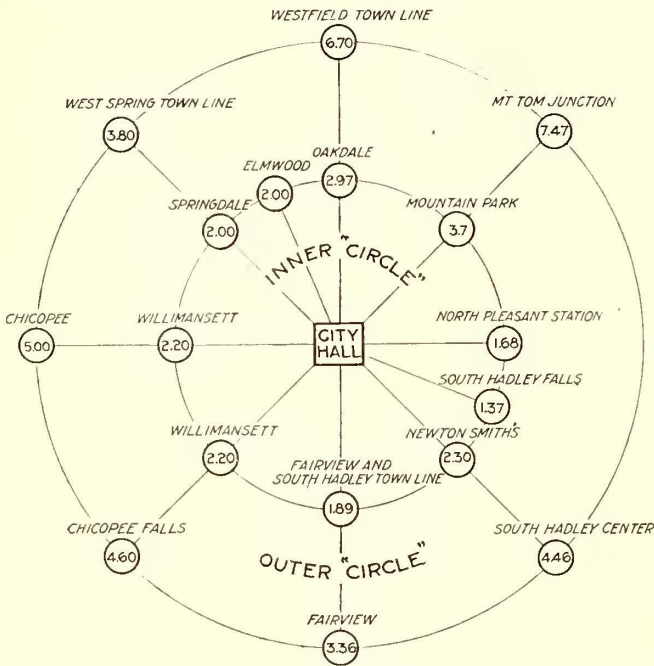 WESTFIELD TOWN LINE
6.70
WEST SPRING TOWN LINE
3.80
MT TOM JUNCTION
7.47
ELMWOOD
2.00
OAKDALE
2.97
SPRINGDALE
2.00
MOUNTAIN PARK
3.7
INNER "CIRCLE"
CHICOPEE
5.00
WILLIMANSETT
2.20
CITY
HALL
NORTH PLEASANT STATION
1.68
SOUTH HADLEY FALLS
1.37
WILLIMANSETT
2.20
FAIRVIEW AND
SOUTH HADLEY TOWN LINE
1.89
NEWTON SMITH'S
2.30
CHICOPEE FALLS
4.60
OUTER "CIRCLE"
SOUTH HADLEY CENTER
4.46
FAIRVIEW
3.36